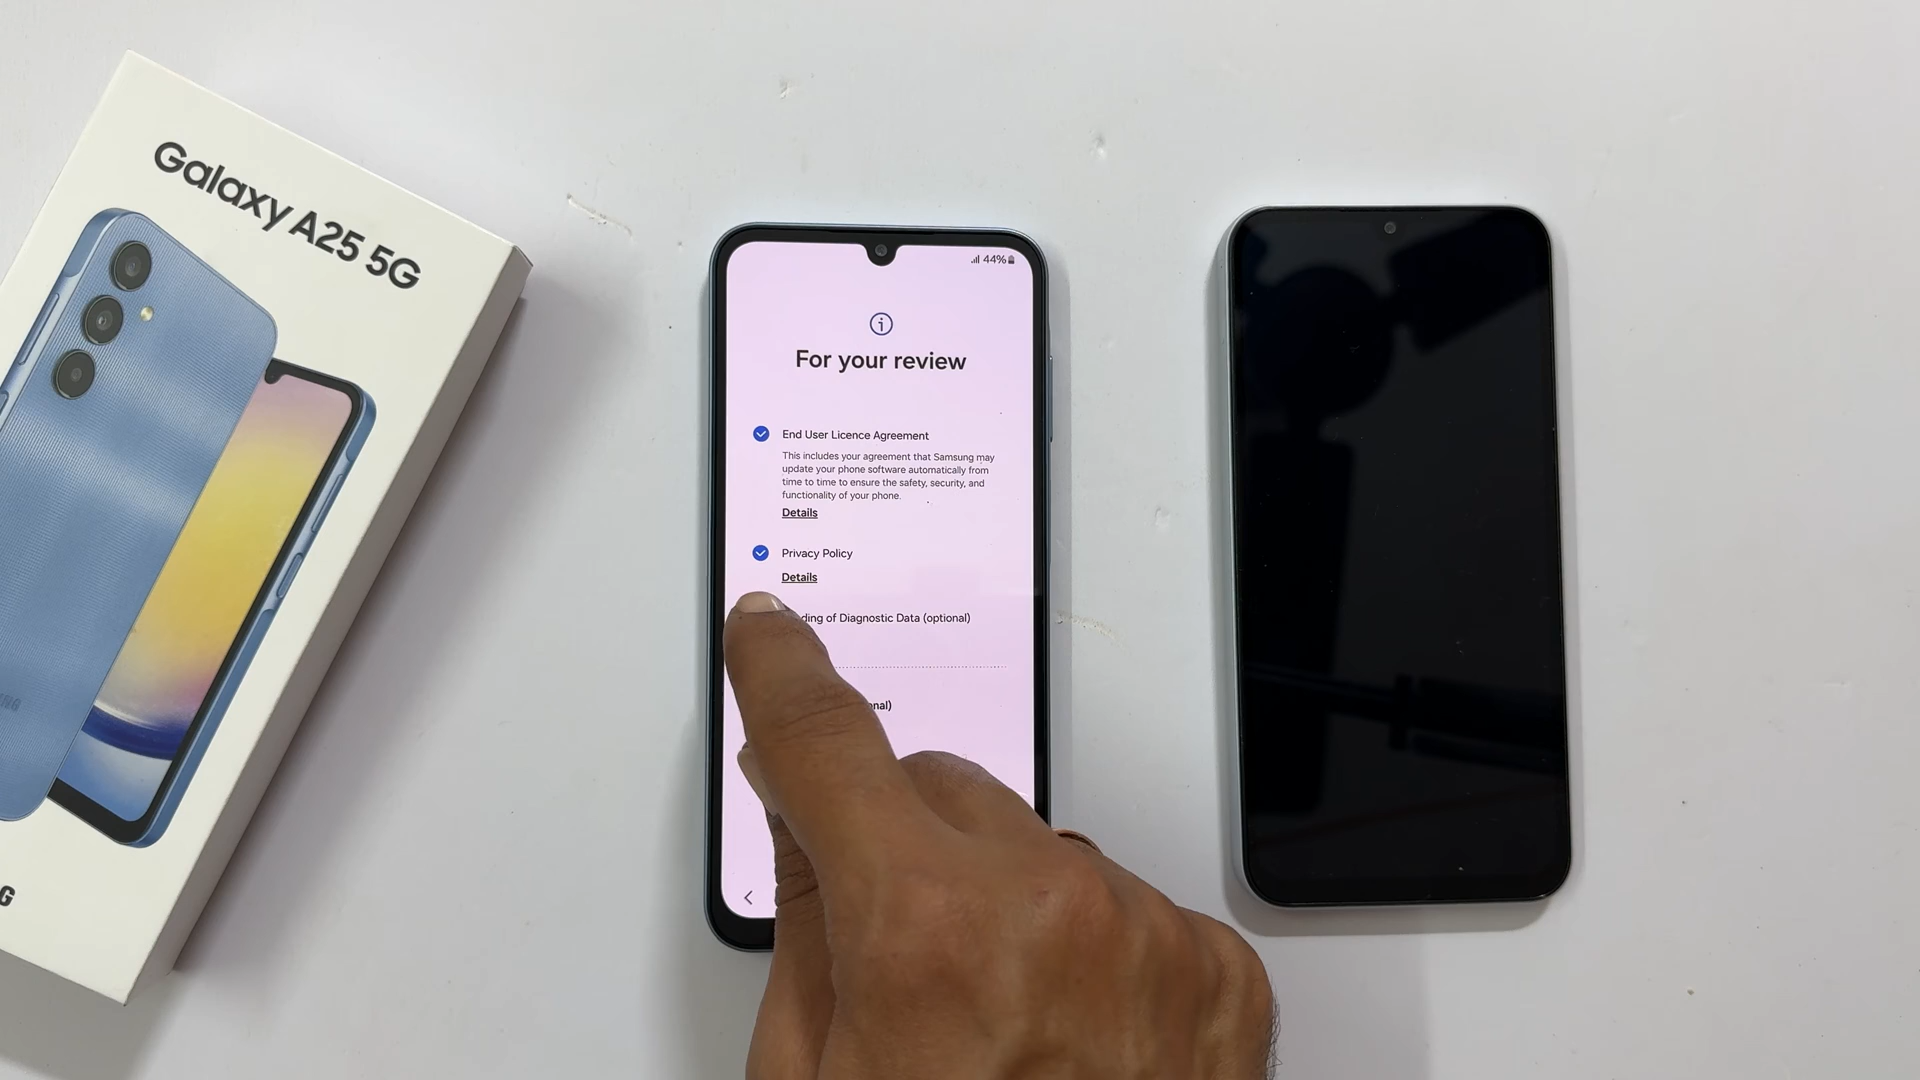 Galaxy A25 5G
44%
For your review
End User Licence Agreement
This includes your agreement that Samsung may
update your phone software automatically from
time to time to ensure the safety, security, and
functionality of your phone.
Details
Privacy Policy
Details
of Diagnostic Data (optional)